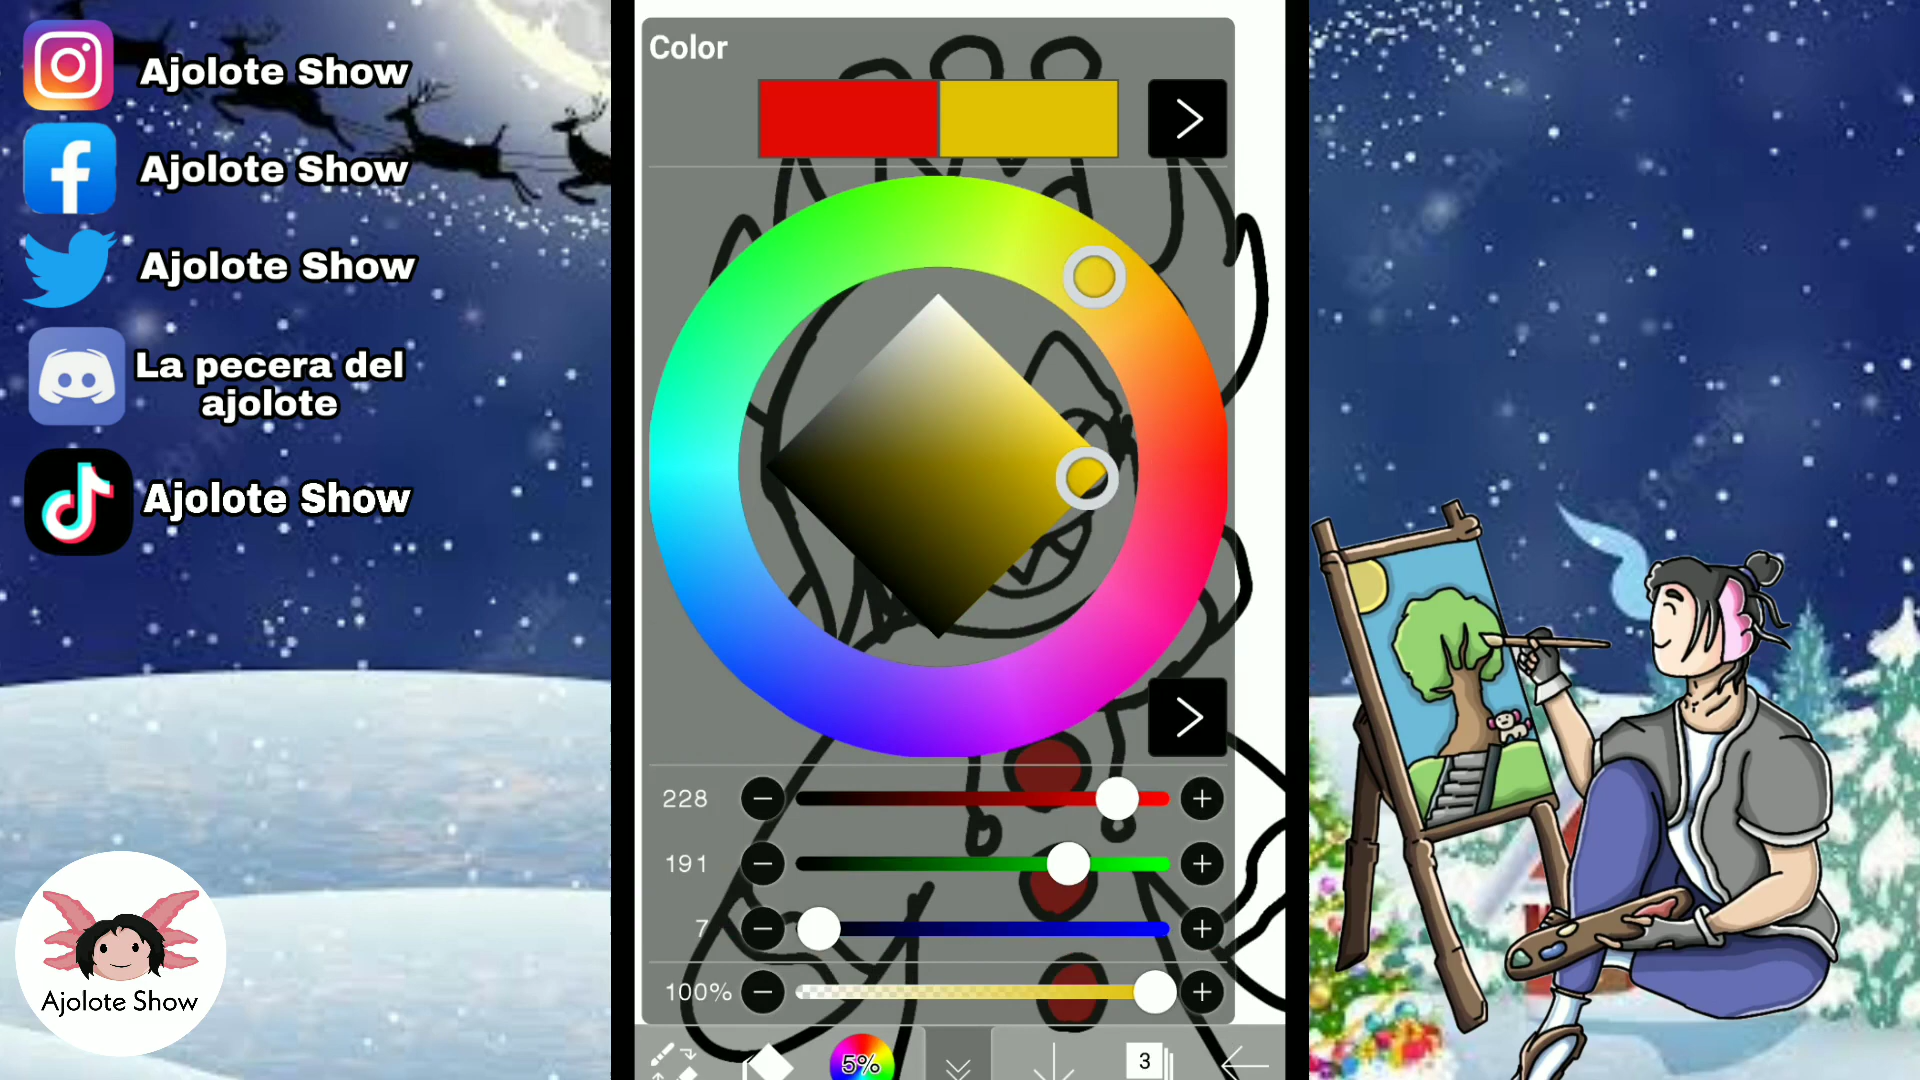 Ajolote Show
Ajolote Show
Ajolote Show
La pecera del
ajolote
Ajolote Show
Ajolote Show
Color
228
191
7
100%
5%
3